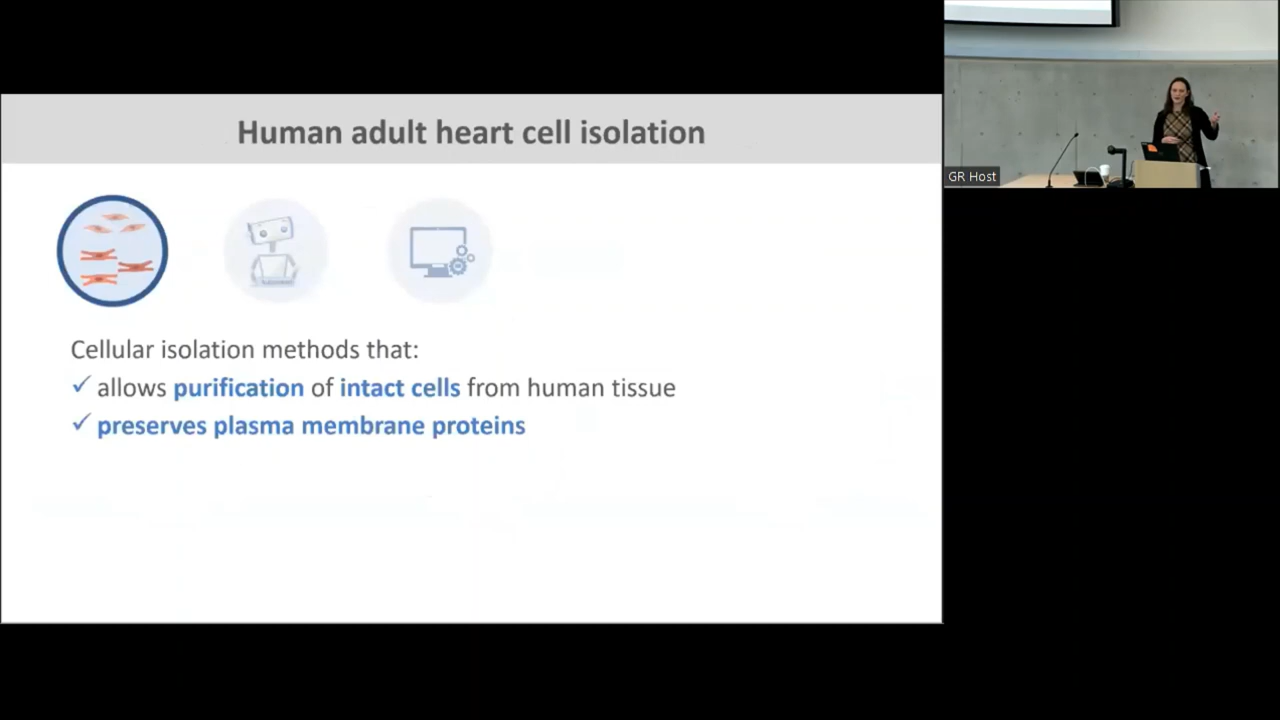 Human adult heart cell isolation
GR Host
Cellular isolation methods that:
✓ allows purification of intact cells from human tissue
✓ preserves plasma membrane proteins